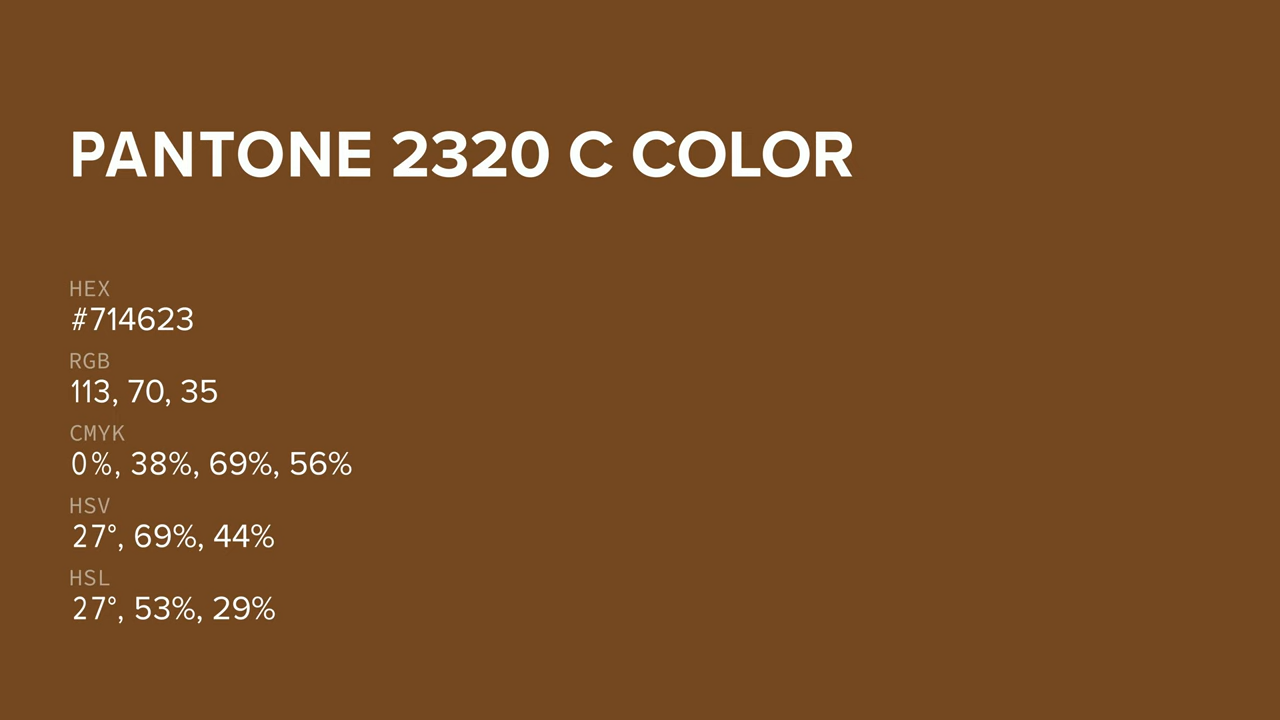 PANTONE 2320 C COLOR
HEX
#714623
RGB
113, 70, 35
CMYK
0%, 38%, 69%, 56%
HSV
27°, 69%, 44%
HSL
27°, 53%, 29%